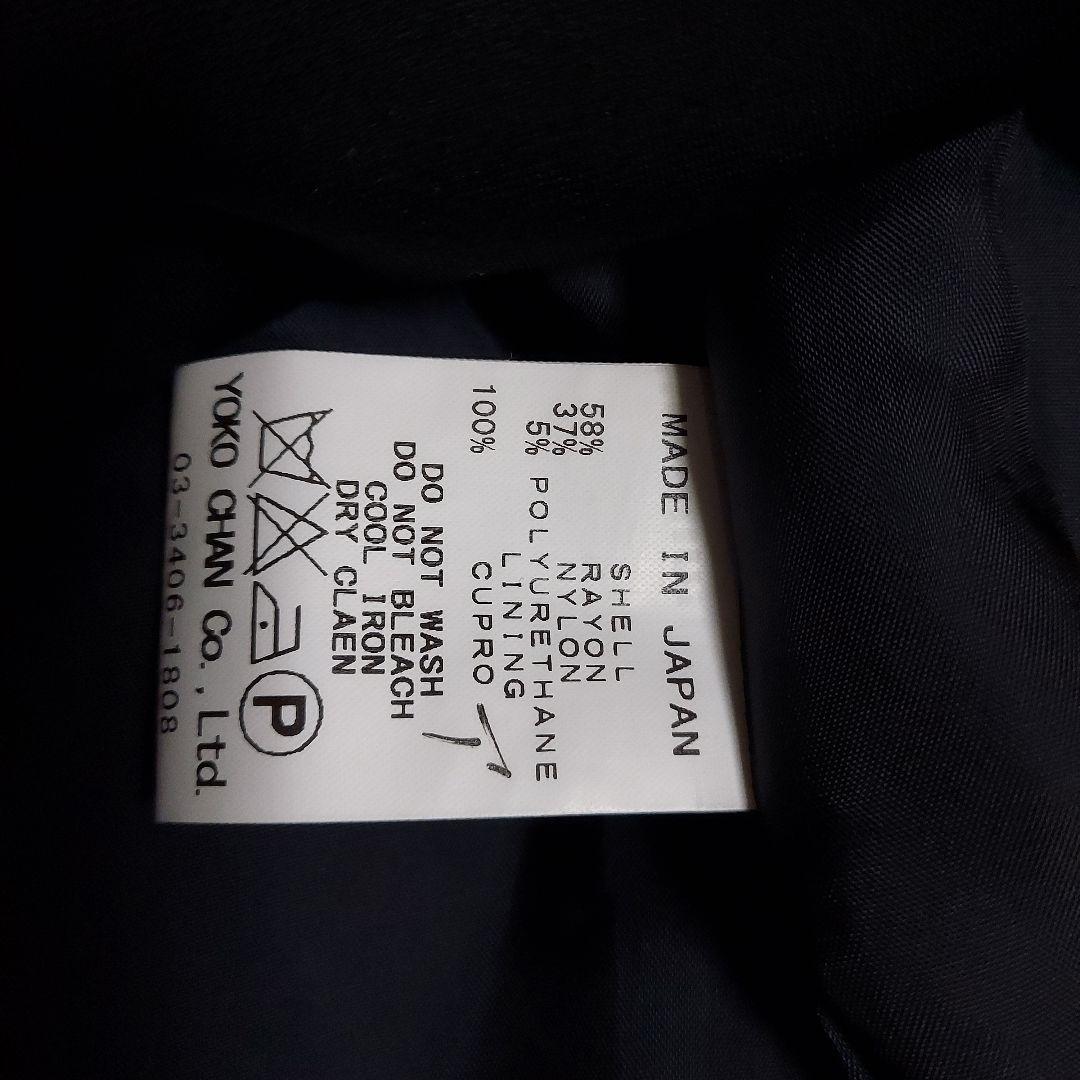 MADE IN JAPAN
SHELL
58% RAYON
37% NYLON
5% POLYURETHANE
LINING
100% CUPRO
DO NOT WASH
DO NOT BLEACH
COOL IRON
DRY CLAEN
P
YOKO CHAN Co., Ltd.
03-3406-1808